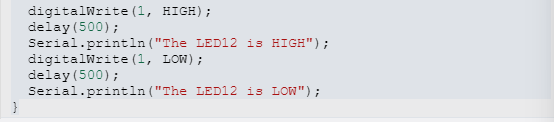 digitalWrite(1, HIGH);
delay(500);
Serial.println("The LED12 is HIGH");
digitalWrite(1, LOW);
delay(500);
Serial.println("The LED12 is LOW");
}